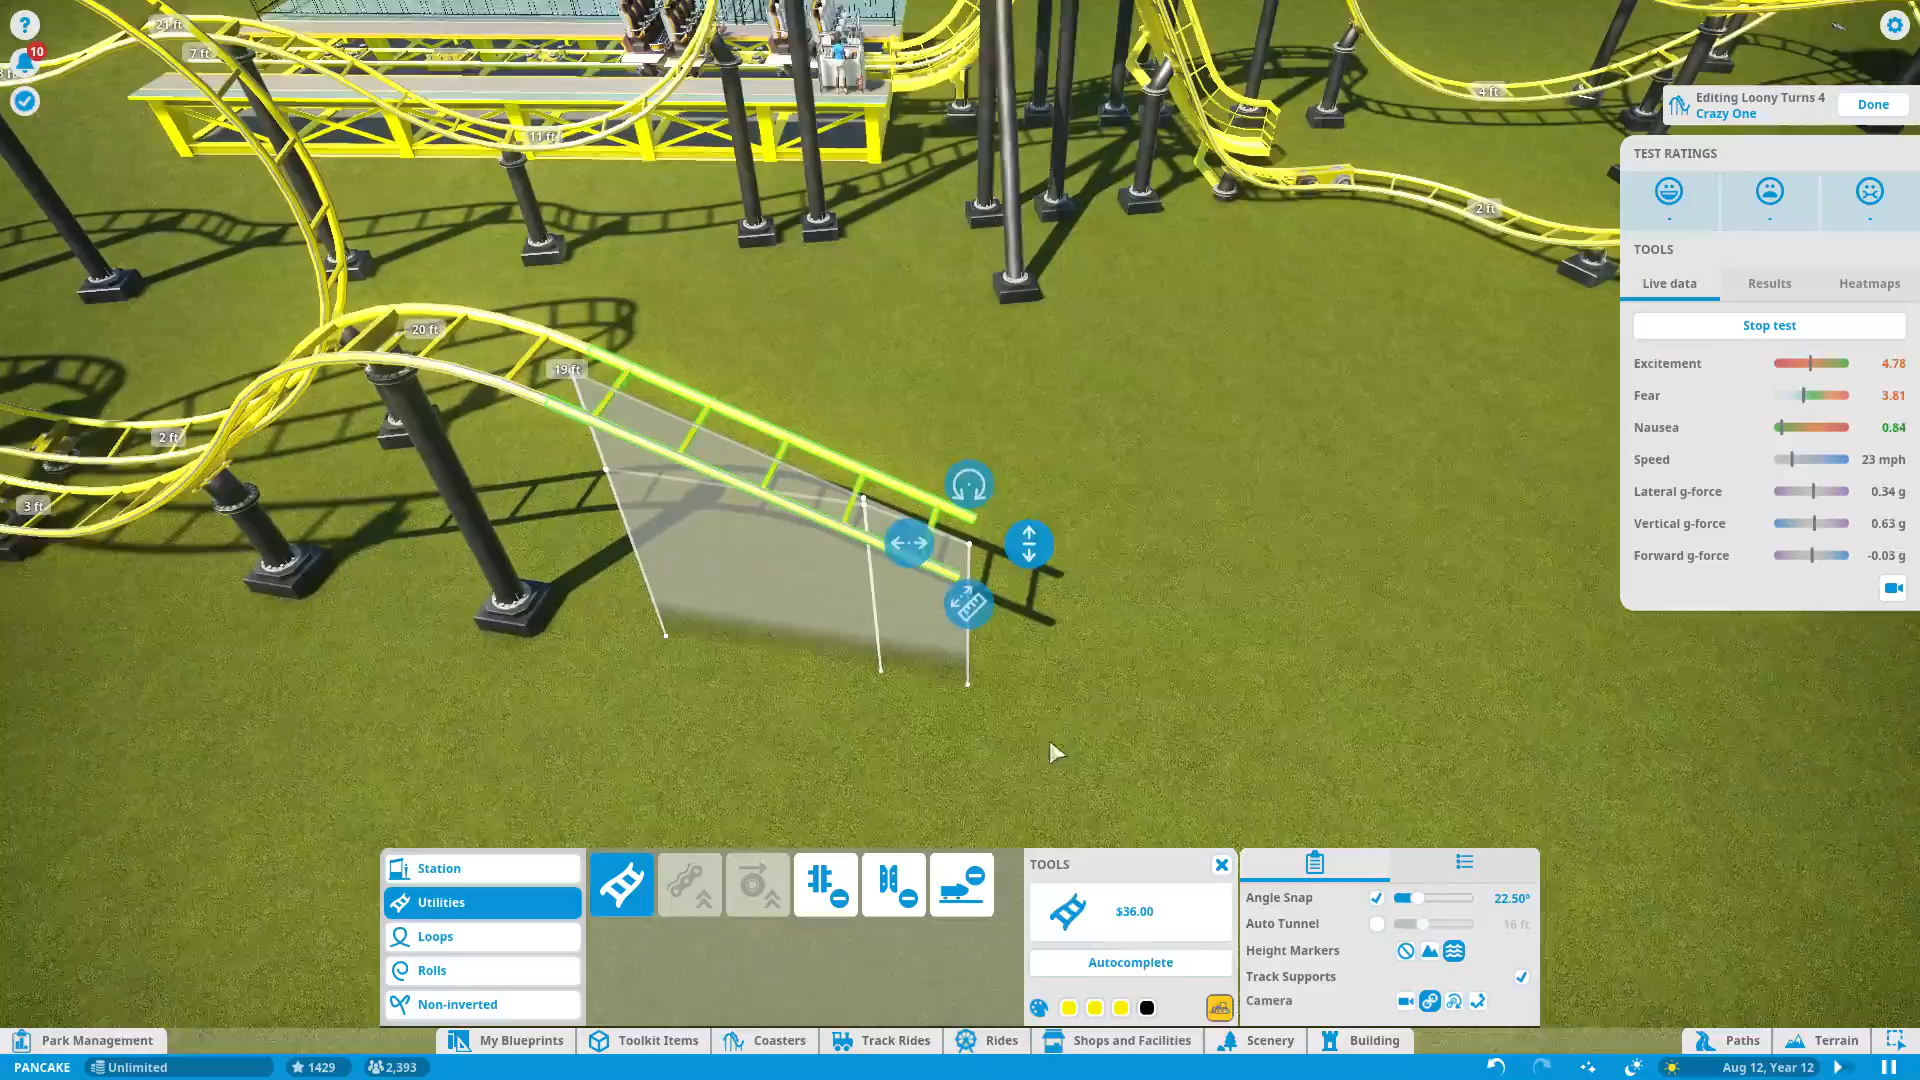 21 ft
7 ft
10
11 ft
4 ft
2 ft
20 ft
19 ft
2 ft
3 ft
Editing Loony Turns 4
Crazy One
Done
TEST RATINGS
- - -
TOOLS
Live data Results Heatmaps
Stop test
Excitement 4.78
Fear 3.81
Nausea 0.84
Speed 23 mph
Lateral g-force 0.34 g
Vertical g-force 0.63 g
Forward g-force -0.03 g
Station
Utilities
Loops
Rolls
Non-inverted
TOOLS
$36.00
Autocomplete
Angle Snap 22.50°
Auto Tunnel 16 ft
Height Markers
Track Supports
Camera
Park Management My Blueprints Toolkit Items Coasters Track Rides Rides Shops and Facilities Scenery Building Paths Terrain
PANCAKE Unlimited 1429 2,393 Aug 12, Year 12